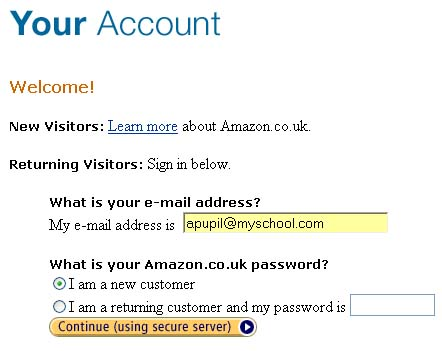 Your Account
Welcome!
New Visitors: Learn more about Amazon.co.uk.
Returning Visitors: Sign in below.
What is your e-mail address?
My e-mail address is apupil@myschool.com
What is your Amazon.co.uk password?
I am a new customer
I am a returning customer and my password is
Continue (using secure server)